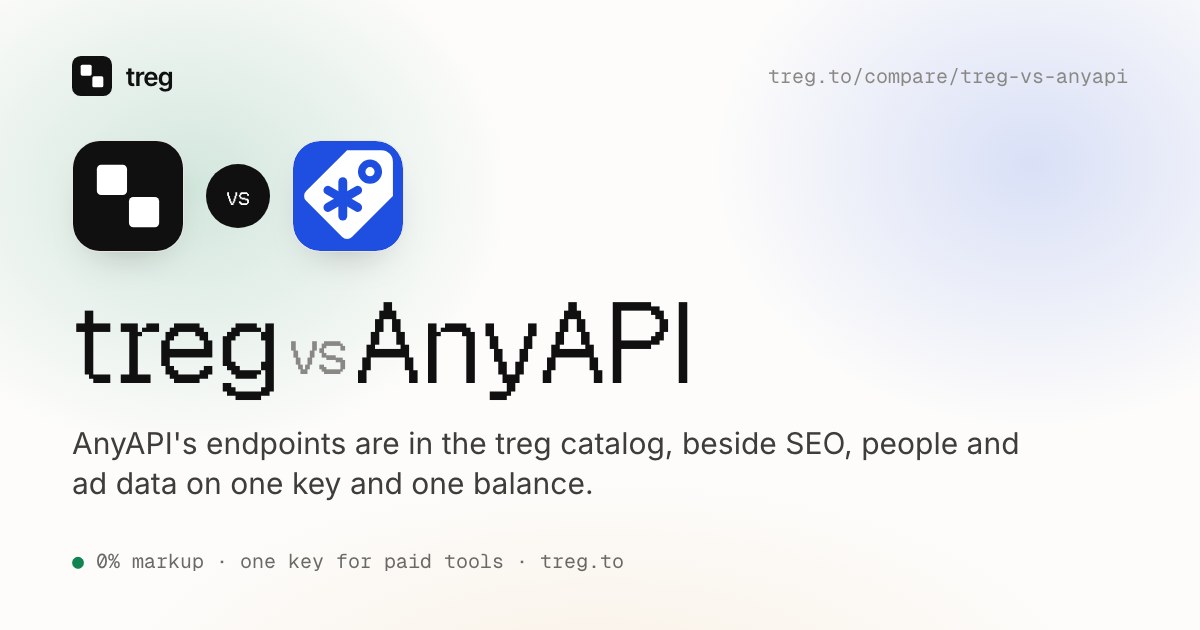 treg
treg.to/compare/treg-vs-anyapi
vs
treg vs AnyAPI
AnyAPI's endpoints are in the treg catalog, beside SEO, people and
ad data on one key and one balance.
0% markup · one key for paid tools · treg.to